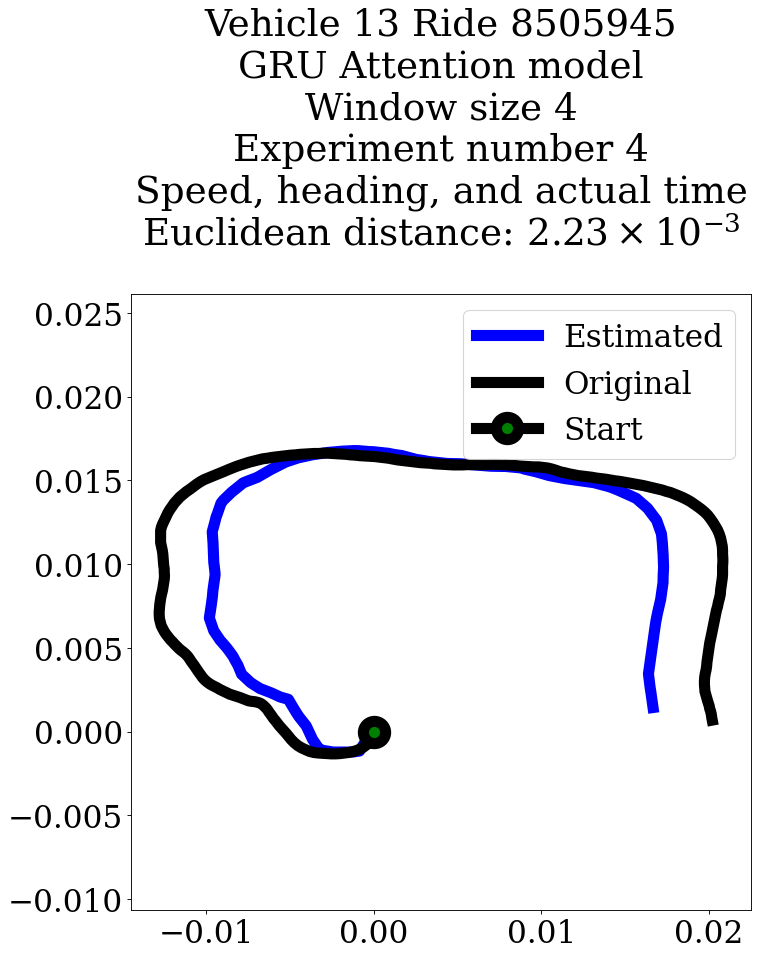 Vehicle 13 Ride 8505945
GRU Attention model
Window size 4
Experiment number 4
Speed, heading, and actual time
Euclidean distance: 2.23 × 10⁻³
Estimated
Original
Start
0.025
0.020
0.015
0.010
0.005
0.000
−0.005
−0.010
−0.01 0.00 0.01 0.02